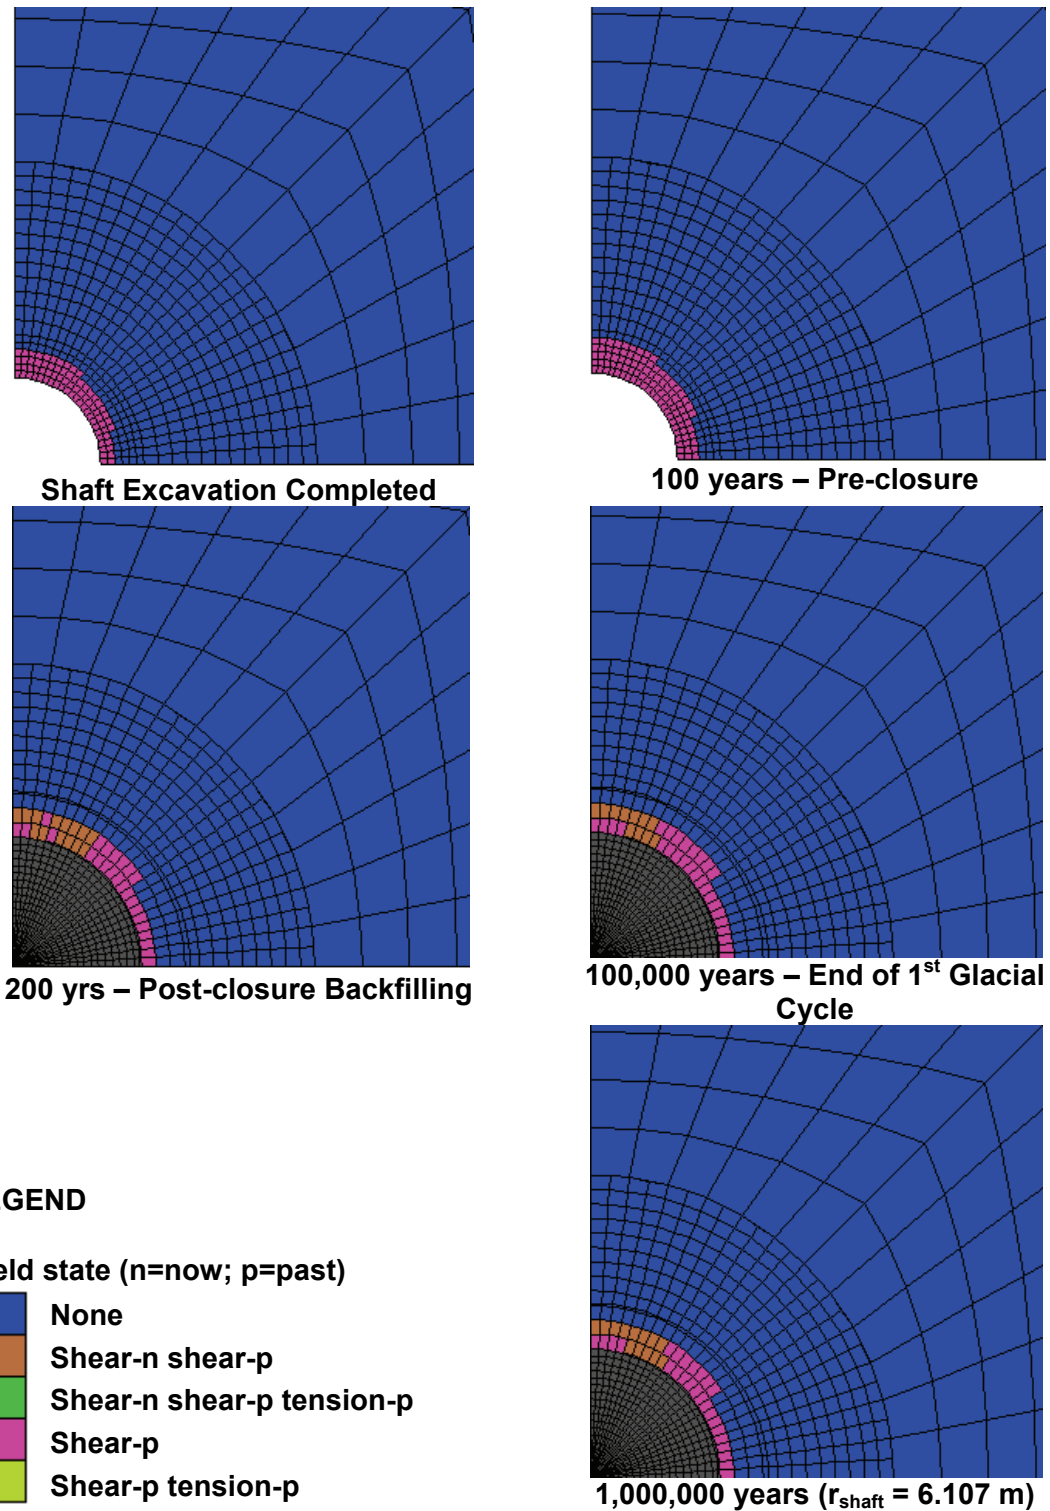 Shaft Excavation Completed
100 years – Pre-closure
200 yrs – Post-closure Backfilling
100,000 years – End of 1st Glacial
Cycle
GEND
eld state (n=now; p=past)
None
Shear-n shear-p
Shear-n shear-p tension-p
Shear-p
Shear-p tension-p
1,000,000 years (rshaft = 6.107 m)